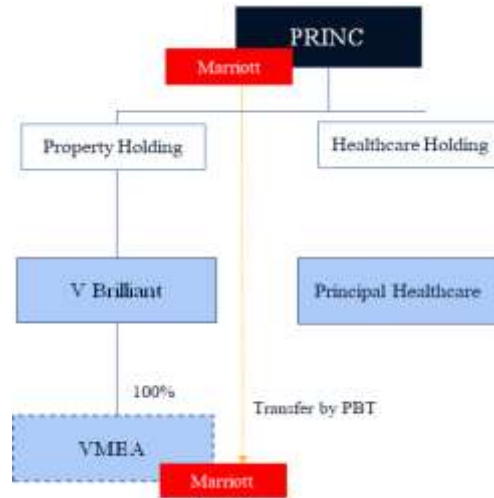 PRINC
Marriott
Property Holding
Healthcare Holding
V Brilliant
Principal Healthcare
100%
Transfer by PBT
VMEA
Marriott